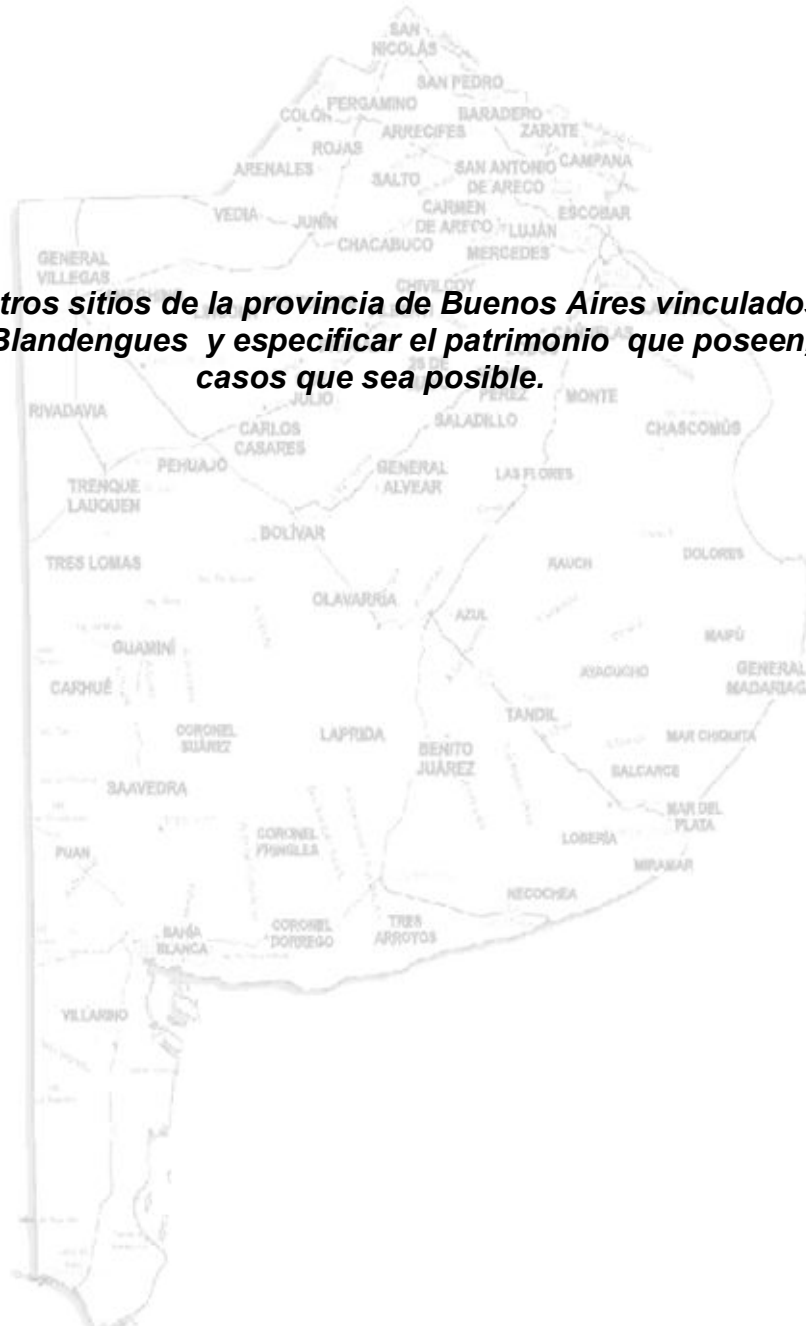 SAN
NICOLÁS
SAN PEDRO
PERGAMINO
COLÓN
BARADERO
ARRECIFES
ZARATE
ROJAS
ARENALES
SAN ANTONIO
DE ARECO
CAMPANA
SALTO
CARMEN
DE ARECO
ESCOBAR
VEDIA
JUNÍN
LUJÁN
CHACABUCO
MERCEDES
GENERAL
VILLEGAS
CHIVILCOY
tros sitios de la provincia de Buenos Aires vinculados
Blandengues y especificar el patrimonio que poseen,
casos que sea posible.
JULIO
PEREZ
MONTE
RIVADAVIA
CARLOS
CASARES
SALADILLO
CHASCOMÚS
PEHUAJÓ
GENERAL
ALVEAR
LAS FLORES
TRENQUE
LAUQUEN
BOLÍVAR
TRES LOMAS
RAUCH
DOLORES
OLAVARRÍA
AZUL
GUAMINÍ
MAIPÚ
AYACUCHO
GENERAL
MADARIAG
CARHUÉ
TANDIL
CORONEL
SUÁREZ
LAPRIDA
MAR CHIQUITA
BENITO
JUÁREZ
BALCARCE
SAAVEDRA
MAR DEL
PLATA
CORONEL
PRINGLES
LOBERÍA
PUAN
MIRAMAR
NECOCHEA
BAHÍA
BLANCA
CORONEL
DORREGO
TRES
ARROYOS
VILLARINO